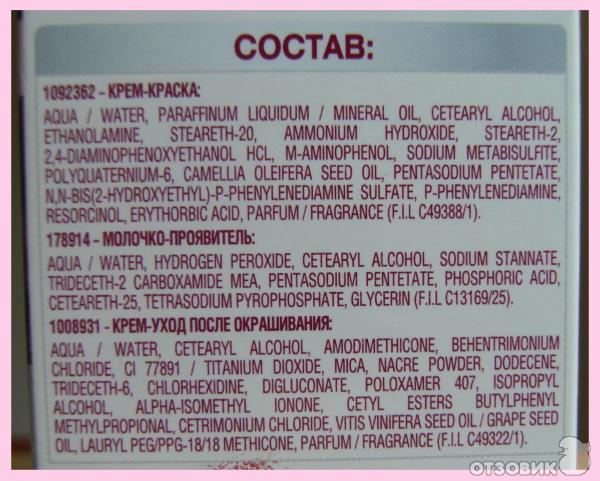 СОСТАВ:
1092362 - КРЕМ-КРАСКА:
AQUA / WATER, PARAFFINUM LIQUIDUM / MINERAL OIL, CETEARYL ALCOHOL,
ETHANOLAMINE, STEARETH-20, AMMONIUM HYDROXIDE, STEARETH-2,
2,4-DIAMINOPHENOXYETHANOL HCL, M-AMINOPHENOL, SODIUM METABISULFITE,
POLYQUATERNIUM-6, CAMELLIA OLEIFERA SEED OIL, PENTASODIUM PENTETATE,
N,N-BIS(2-HYDROXYETHYL)-P-PHENYLENEDIAMINE SULFATE, P-PHENYLENEDIAMINE,
RESORCINOL, ERYTHORBIC ACID, PARFUM / FRAGRANCE (F.I.L C49388/1).
178914 - МОЛОЧКО-ПРОЯВИТЕЛЬ:
AQUA / WATER, HYDROGEN PEROXIDE, CETEARYL ALCOHOL, SODIUM STANNATE,
TRIDECETH-2 CARBOXAMIDE MEA, PENTASODIUM PENTETATE, PHOSPHORIC ACID,
CETEARETH-25, TETRASODIUM PYROPHOSPHATE, GLYCERIN (F.I.L C13169/25).
1008931 - КРЕМ-УХОД ПОСЛЕ ОКРАШИВАНИЯ:
AQUA / WATER, CETEARYL ALCOHOL, AMODIMETHICONE, BEHENTRIMONIUM
CHLORIDE, CI 77891 / TITANIUM DIOXIDE, MICA, NACRE POWDER, DODECENE,
TRIDECETH-6, CHLORHEXIDINE, DIGLUCONATE, POLOXAMER 407, ISOPROPYL
ALCOHOL, ALPHA-ISOMETHYL IONONE, CETYL ESTERS BUTYLPHENYL
METHYLPROPIONAL, CETRIMONIUM CHLORIDE, VITIS VINIFERA SEED OIL / GRAPE SEED
OIL, LAURYL PEG/PPG-18/18 METHICONE, PARFUM / FRAGRANCE (F.I.L C49322/1).
ОТЗОВИК